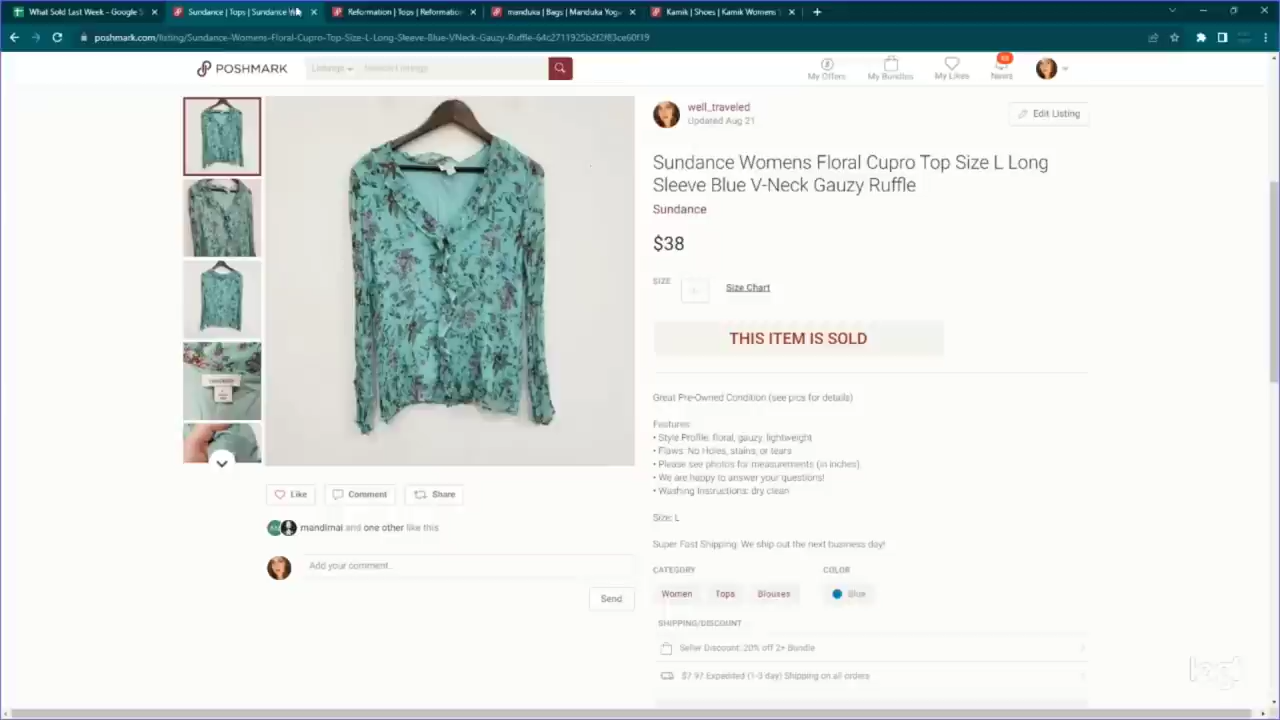 What Sold Last Week - Google S
Sundance | Tops | Sundance W
Reformation | Tops | Reformation
manduka | Bags | Manduka Yog
Kamik | Shoes | Kamik Womens
poshmark.com/listing/Sundance-Womens-Floral-Cupro-Top-Size-L-Long-Sleeve-Blue-VNeck-Gauzy-Ruffle-64c2711925b2f2f83ce60f19
POSHMARK
Listings
My Offers
My Bundles
My Likes
News
well_traveled
Updated Aug 21
Edit Listing
Sundance Womens Floral Cupro Top Size L Long
Sleeve Blue V-Neck Gauzy Ruffle
Sundance
$38
SIZE
L
Size Chart
THIS ITEM IS SOLD
Great Pre-Owned Condition (see pics for details)
Features:
• Style Profile: floral, gauzy, lightweight
• Flaws: No Holes, stains, or tears
• Please see photos for measurements (in inches)
• We are happy to answer your questions!
• Washing Instructions: dry clean
Size: L
Super Fast Shipping: We ship out the next business day!
CATEGORY
COLOR
Women
Tops
Blouses
Blue
SHIPPING/DISCOUNT
Seller Discount: 20% off 2+ Bundle
$7.97 Expedited (1-3 day) Shipping on all orders
Like
Comment
Share
mandimai and one other like this
Add your comment...
Send